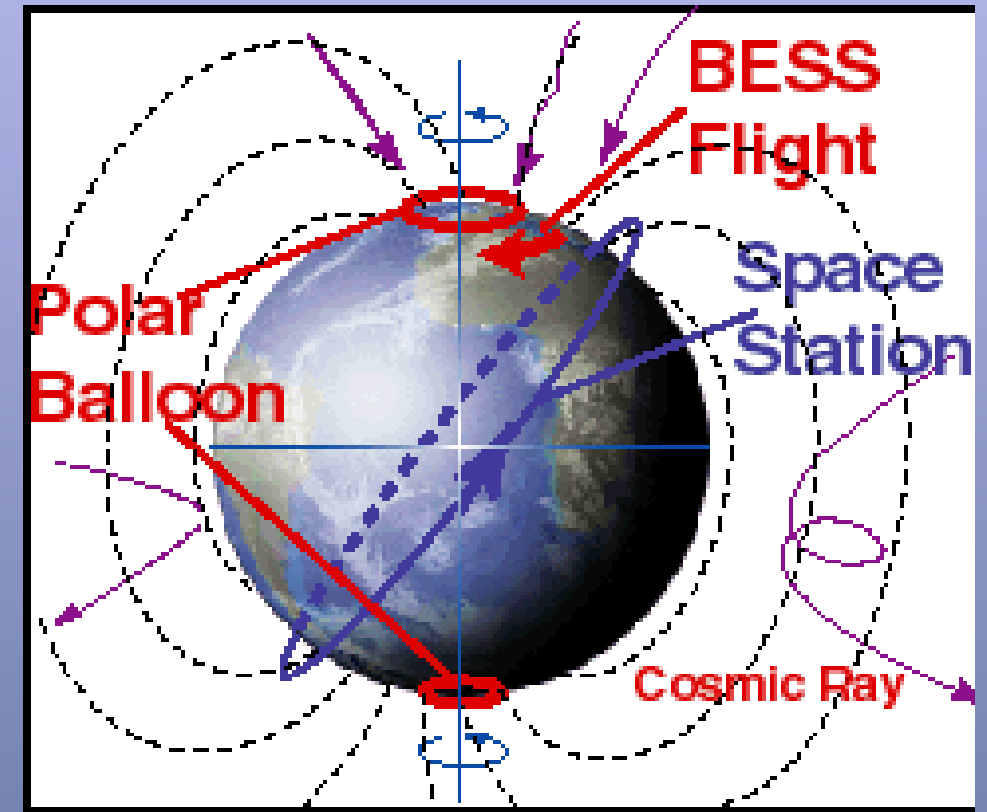 BESS
Flight
Space
Station
Polar
Balloon
Cosmic Ray